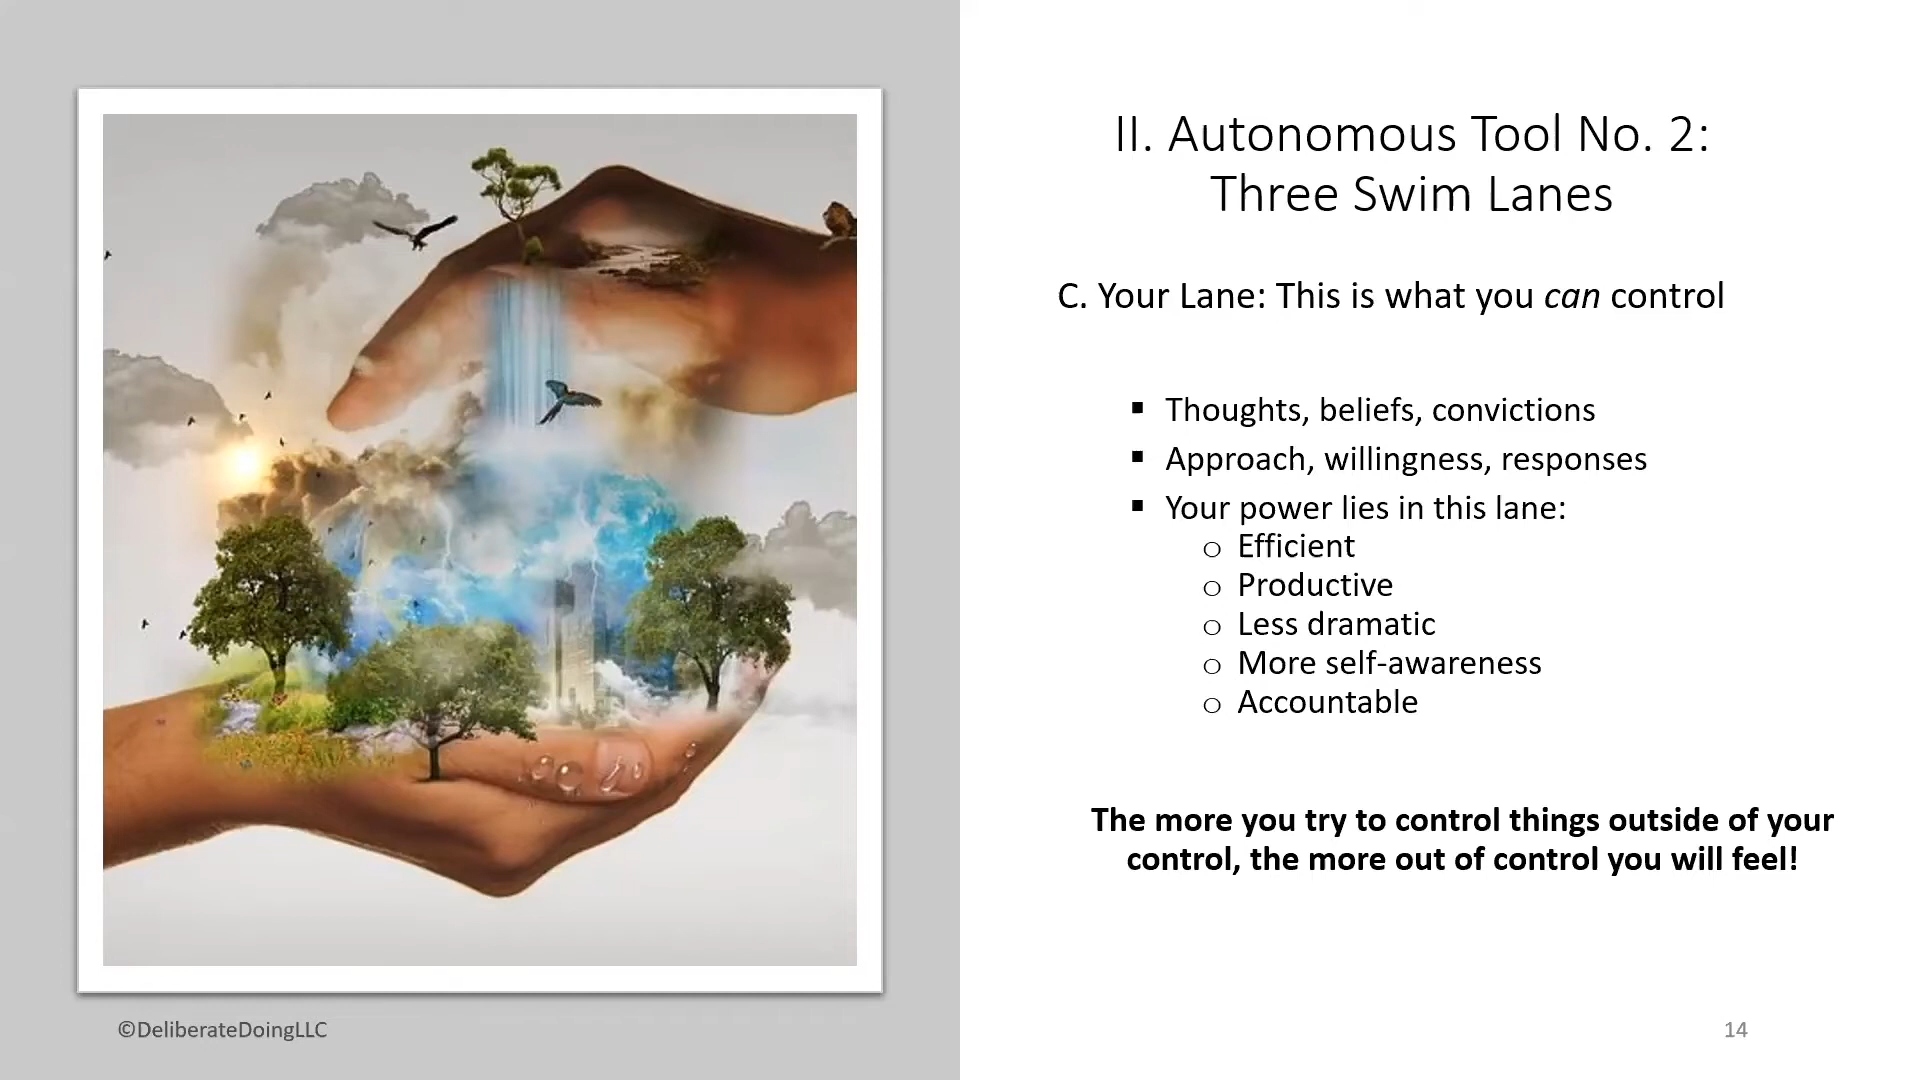 II. Autonomous Tool No. 2:
Three Swim Lanes
C. Your Lane: This is what you can control
▪ Thoughts, beliefs, convictions
▪ Approach, willingness, responses
▪ Your power lies in this lane:
o Efficient
o Productive
o Less dramatic
o More self-awareness
o Accountable
The more you try to control things outside of your
control, the more out of control you will feel!
©DeliberateDoingLLC
14